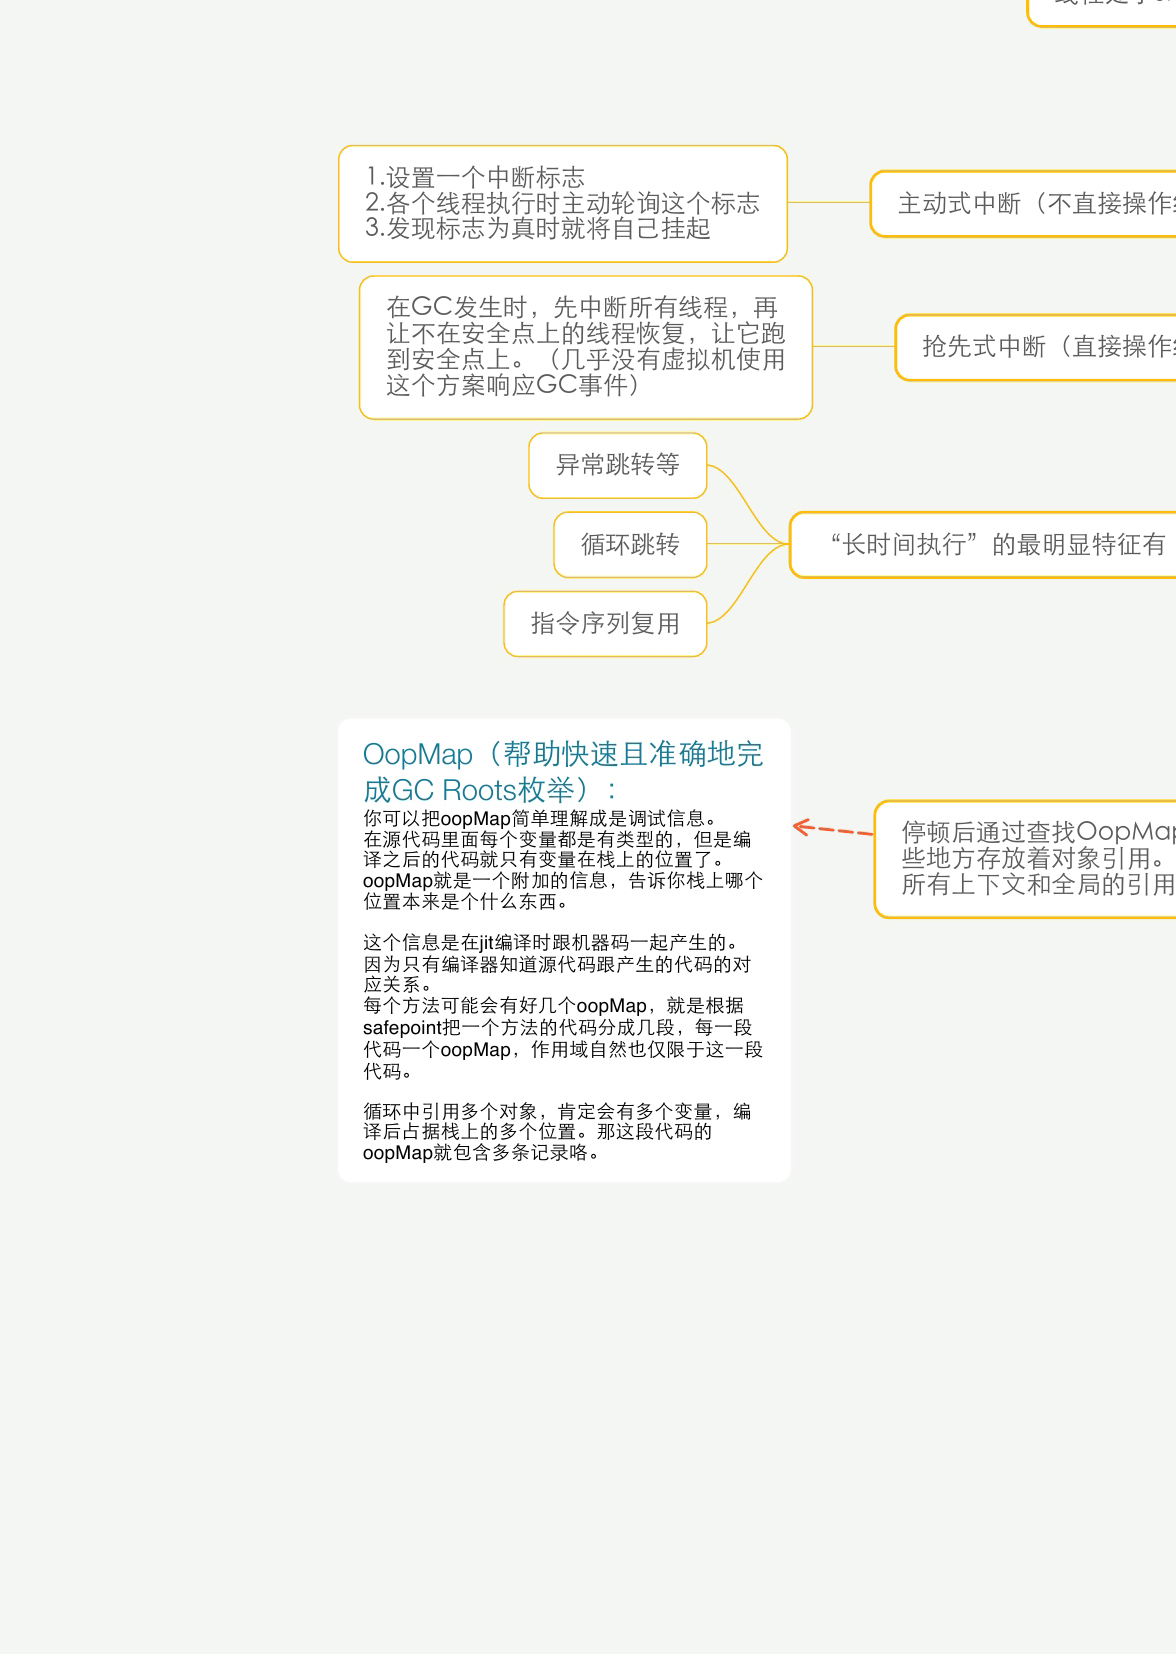 1.设置一个中断标志
2.各个线程执行时主动轮询这个标志
3.发现标志为真时就将自己挂起
主动式中断（不直接操作
在GC发生时，先中断所有线程，再
让不在安全点上的线程恢复，让它跑
到安全点上。（几乎没有虚拟机使用
这个方案响应GC事件）
抢先式中断（直接操作
异常跳转等
循环跳转
指令序列复用
“长时间执行”的最明显特征有
OopMap（帮助快速且准确地完
成GC Roots枚举）：
你可以把oopMap简单理解成是调试信息。
在源代码里面每个变量都是有类型的，但是编
译之后的代码就只有变量在栈上的位置了。
oopMap就是一个附加的信息，告诉你栈上哪个
位置本来是个什么东西。
这个信息是在jit编译时跟机器码一起产生的。
因为只有编译器知道源代码跟产生的代码的对
应关系。
每个方法可能会有好几个oopMap，就是根据
safepoint把一个方法的代码分成几段，每一段
代码一个oopMap，作用域自然也仅限于这一段
代码。
循环中引用多个对象，肯定会有多个变量，编
译后占据栈上的多个位置。那这段代码的
oopMap就包含多条记录咯。
停顿后通过查找OopMap
些地方存放着对象引用。
所有上下文和全局的引用